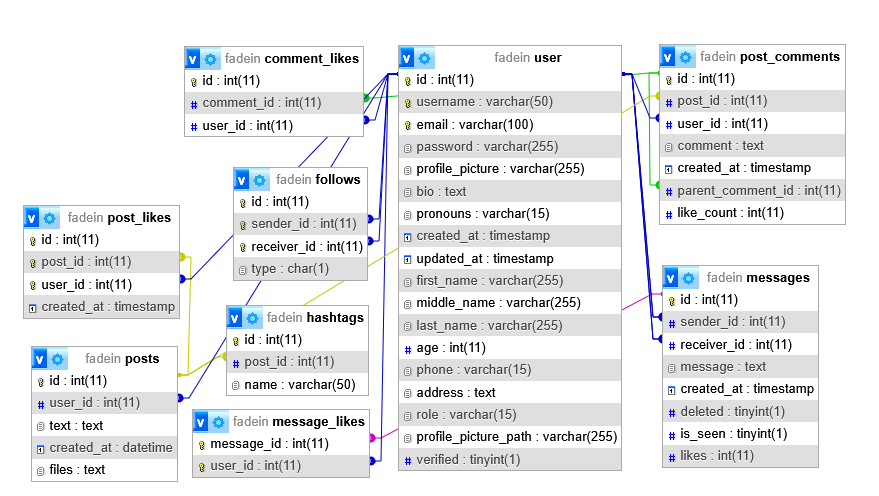 fadein comment_likes
id : int(11)
comment_id : int(11)
user_id : int(11)
fadein user
id : int(11)
username : varchar(50)
email : varchar(100)
password : varchar(255)
profile_picture : varchar(255)
bio : text
pronouns : varchar(15)
created_at : timestamp
updated_at : timestamp
first_name : varchar(255)
middle_name : varchar(255)
last_name : varchar(255)
age : int(11)
phone : varchar(15)
address : text
role : varchar(15)
profile_picture_path : varchar(255)
verified : tinyint(1)
fadein post_comments
id : int(11)
post_id : int(11)
user_id : int(11)
comment : text
created_at : timestamp
parent_comment_id : int(11)
like_count : int(11)
fadein follows
id : int(11)
sender_id : int(11)
receiver_id : int(11)
type : char(1)
fadein post_likes
id : int(11)
post_id : int(11)
user_id : int(11)
created_at : timestamp
fadein messages
id : int(11)
sender_id : int(11)
receiver_id : int(11)
message : text
created_at : timestamp
deleted : tinyint(1)
is_seen : tinyint(1)
likes : int(11)
fadein hashtags
id : int(11)
post_id : int(11)
name : varchar(50)
fadein posts
id : int(11)
user_id : int(11)
text : text
created_at : datetime
files : text
fadein message_likes
message_id : int(11)
user_id : int(11)